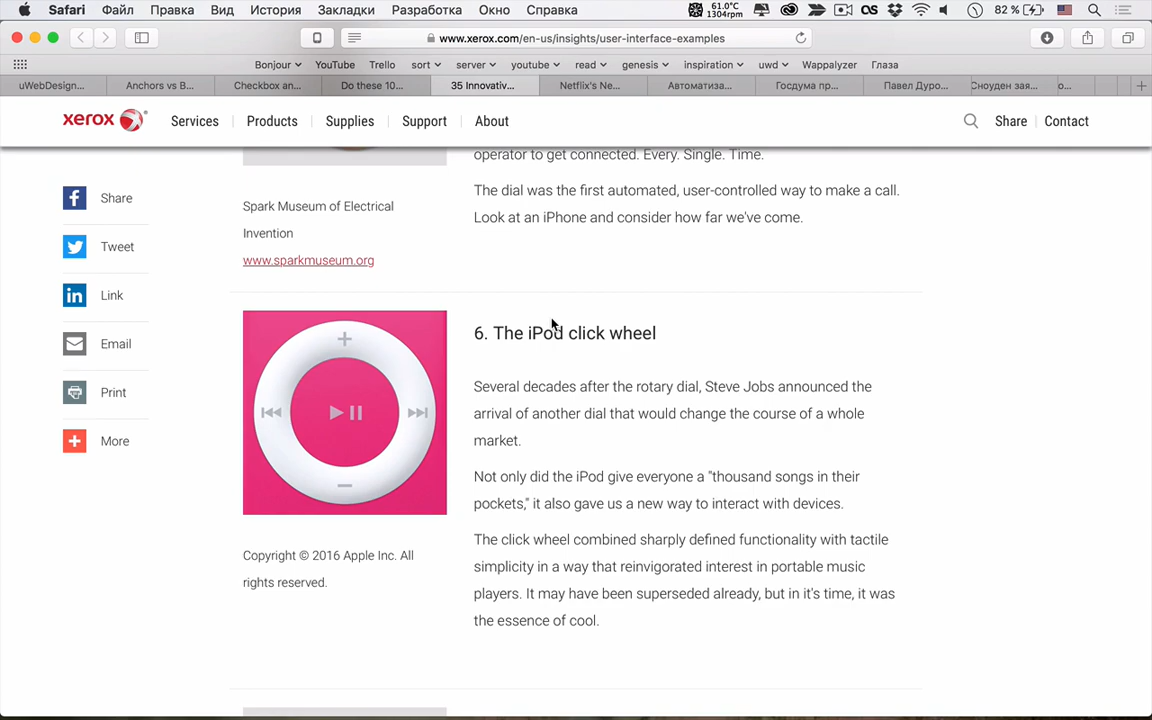 Safari Файл Правка Вид История Закладки Разработка Окно Справка 61.0°C 1304rpm 82 %
www.xerox.com/en-us/insights/user-interface-examples
Bonjour YouTube Trello sort server youtube read genesis inspiration uwd Wappalyzer Глаза
uWebDesign... Anchors vs B... Checkbox an... Do these 10... 35 Innovativ... Netflix's Ne... Автоматиза... Госдума пр... Павел Дуро... Сноуден зая... о...
xerox Services Products Supplies Support About Share Contact
Share
Tweet
Link
Email
Print
More
operator to get connected. Every. Single. Time.
The dial was the first automated, user-controlled way to make a call.
Look at an iPhone and consider how far we've come.
Spark Museum of Electrical
Invention
www.sparkmuseum.org
6. The iPod click wheel
Several decades after the rotary dial, Steve Jobs announced the
arrival of another dial that would change the course of a whole
market.
Not only did the iPod give everyone a "thousand songs in their
pockets," it also gave us a new way to interact with devices.
The click wheel combined sharply defined functionality with tactile
simplicity in a way that reinvigorated interest in portable music
players. It may have been superseded already, but in it's time, it was
the essence of cool.
Copyright © 2016 Apple Inc. All
rights reserved.